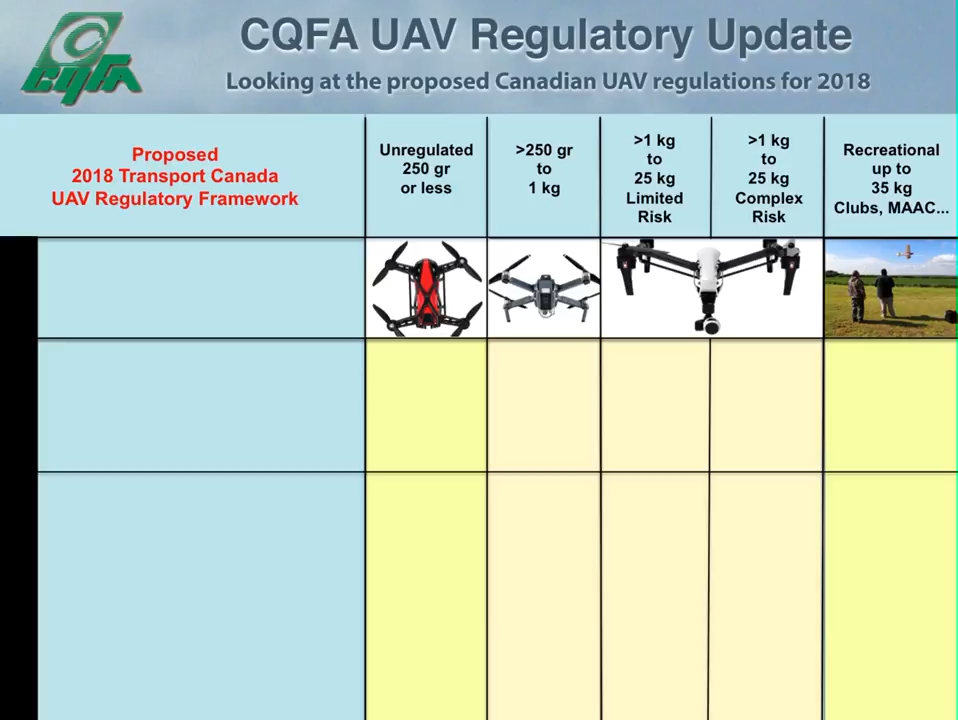 CQFA
CQFA UAV Regulatory Update
Looking at the proposed Canadian UAV regulations for 2018
Proposed
2018 Transport Canada
UAV Regulatory Framework
Unregulated
250 gr
or less
>250 gr
to
1 kg
>1 kg
to
25 kg
Limited
Risk
>1 kg
to
25 kg
Complex
Risk
Recreational
up to
35 kg
Clubs, MAAC...